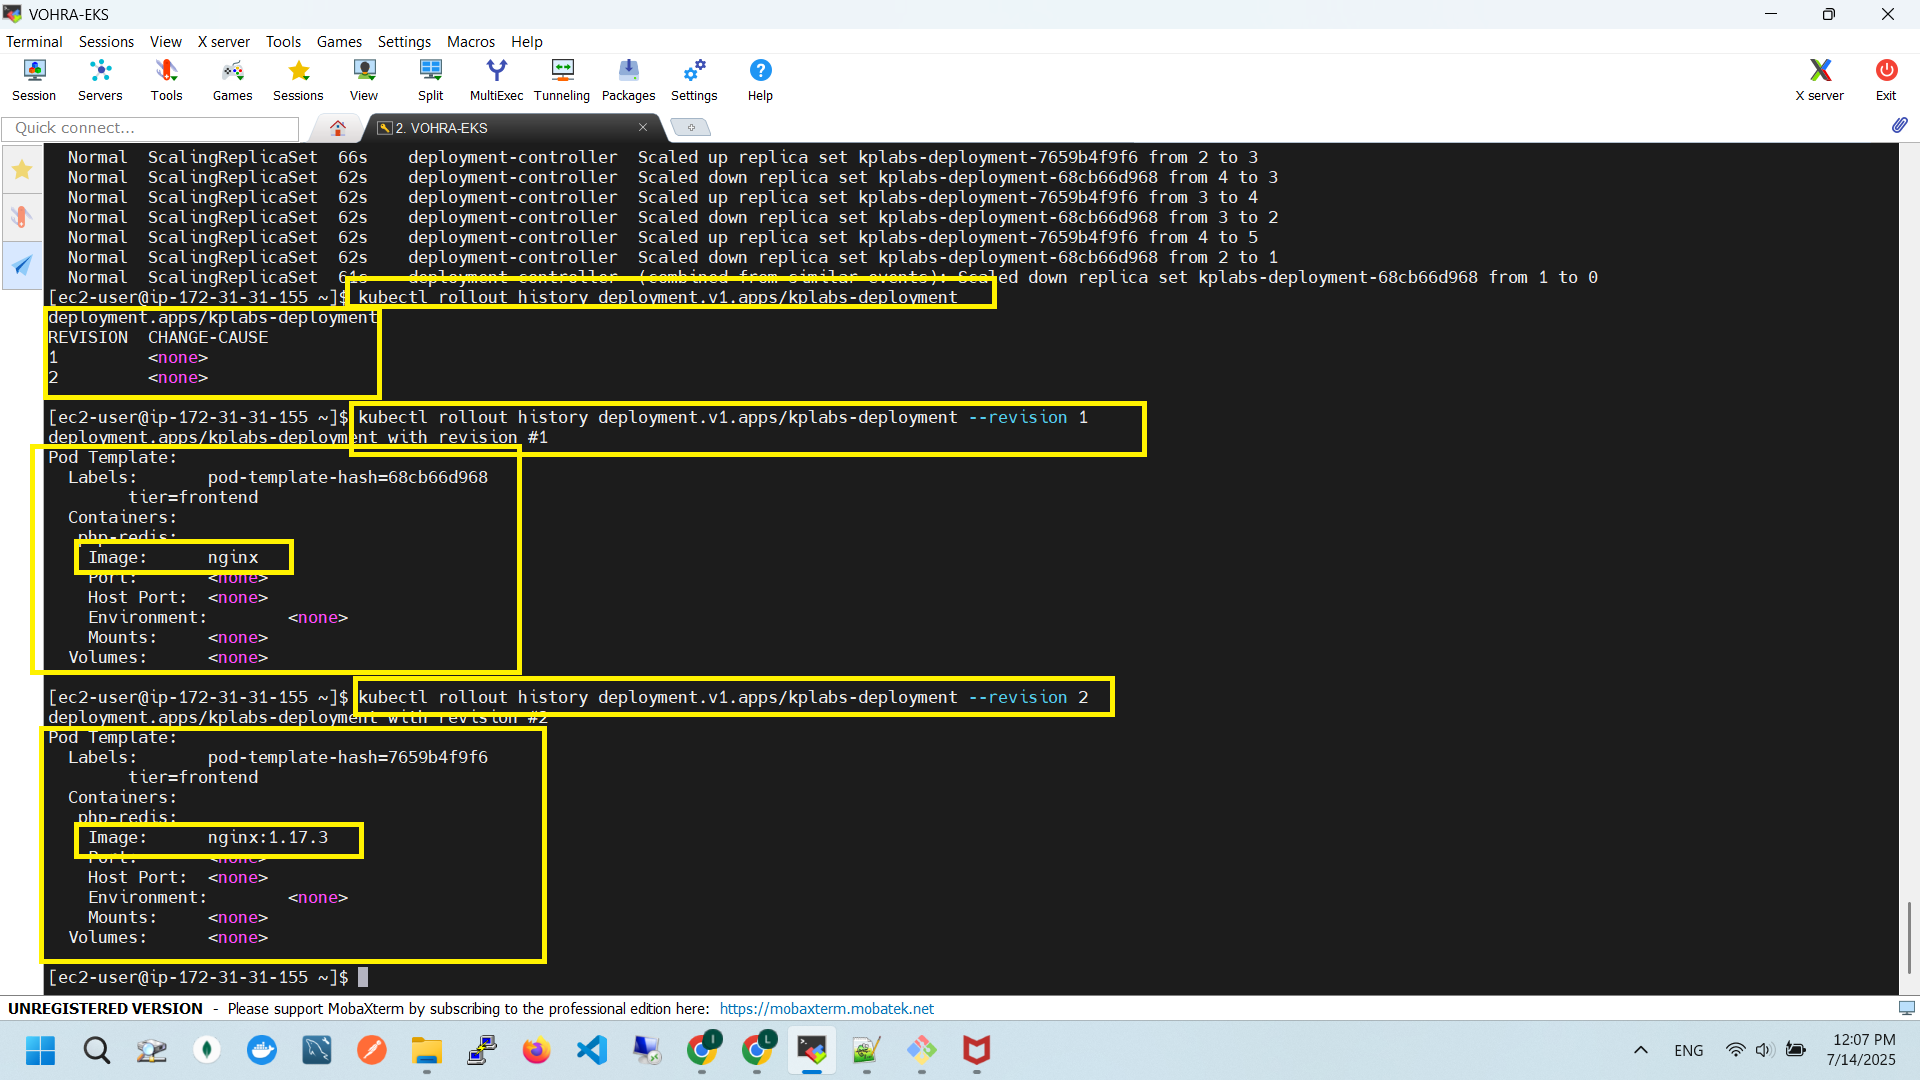 VOHRA-EKS
Terminal Sessions View X server Tools Games Settings Macros Help
Session Servers Tools Games Sessions View Split MultiExec Tunneling Packages Settings Help X server Exit
Quick connect...
2. VOHRA-EKS
Normal ScalingReplicaSet 66s deployment-controller Scaled up replica set kplabs-deployment-7659b4f9f6 from 2 to 3
Normal ScalingReplicaSet 62s deployment-controller Scaled down replica set kplabs-deployment-68cb66d968 from 4 to 3
Normal ScalingReplicaSet 62s deployment-controller Scaled up replica set kplabs-deployment-7659b4f9f6 from 3 to 4
Normal ScalingReplicaSet 62s deployment-controller Scaled down replica set kplabs-deployment-68cb66d968 from 3 to 2
Normal ScalingReplicaSet 62s deployment-controller Scaled up replica set kplabs-deployment-7659b4f9f6 from 4 to 5
Normal ScalingReplicaSet 62s deployment-controller Scaled down replica set kplabs-deployment-68cb66d968 from 2 to 1
Normal ScalingReplicaSet 61s deployment-controller (combined from similar events): Scaled down replica set kplabs-deployment-68cb66d968 from 1 to 0
[ec2-user@ip-172-31-31-155 ~]$ kubectl rollout history deployment.v1.apps/kplabs-deployment
deployment.apps/kplabs-deployment
REVISION CHANGE-CAUSE
1 <none>
2 <none>
[ec2-user@ip-172-31-31-155 ~]$ kubectl rollout history deployment.v1.apps/kplabs-deployment --revision 1
deployment.apps/kplabs-deployment with revision #1
Pod Template:
Labels: pod-template-hash=68cb66d968
tier=frontend
Containers:
php-redis:
Image: nginx
Port: <none>
Host Port: <none>
Environment: <none>
Mounts: <none>
Volumes: <none>
[ec2-user@ip-172-31-31-155 ~]$ kubectl rollout history deployment.v1.apps/kplabs-deployment --revision 2
deployment.apps/kplabs-deployment with revision #2
Pod Template:
Labels: pod-template-hash=7659b4f9f6
tier=frontend
Containers:
php-redis:
Image: nginx:1.17.3
Port: <none>
Host Port: <none>
Environment: <none>
Mounts: <none>
Volumes: <none>
[ec2-user@ip-172-31-31-155 ~]$
UNREGISTERED VERSION - Please support MobaXterm by subscribing to the professional edition here: https://mobaxterm.mobatek.net
I L ENG 12:07 PM
7/14/2025